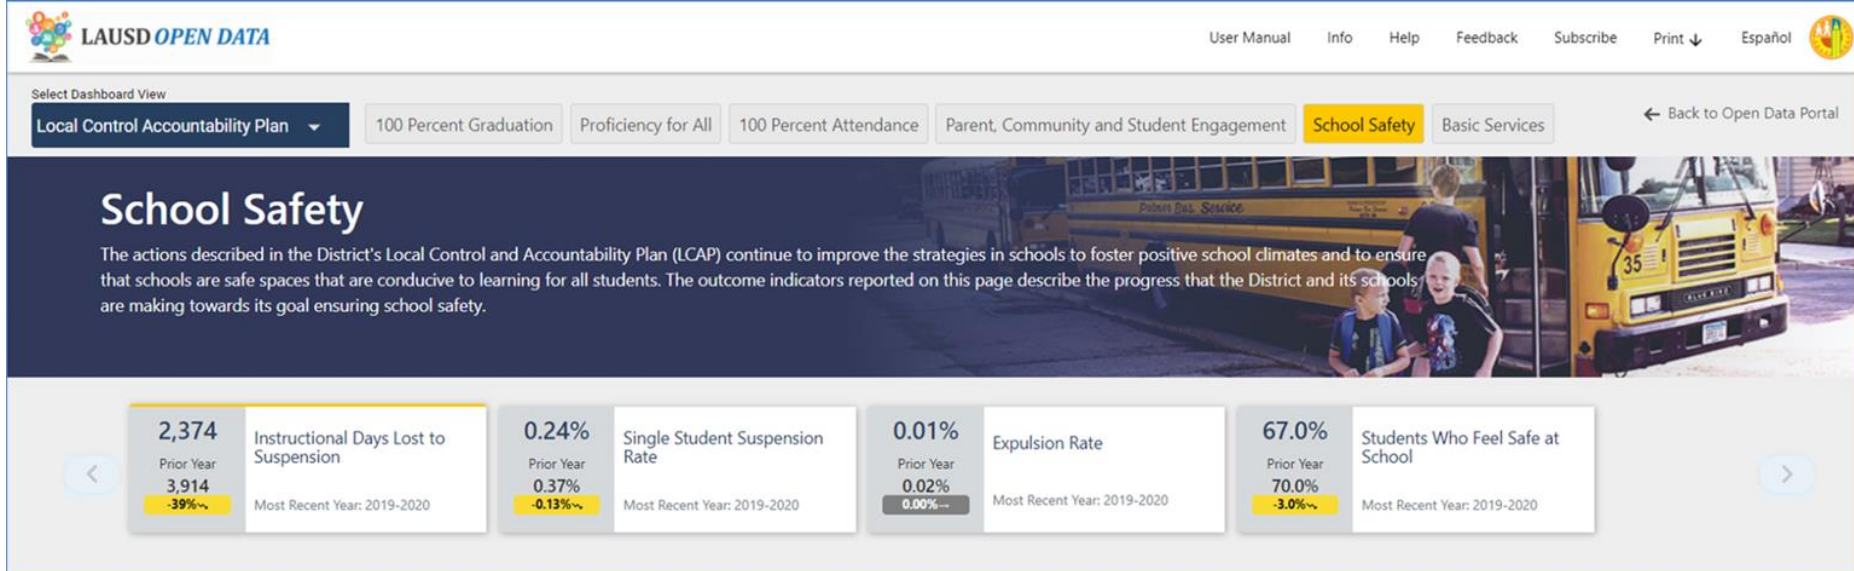 LAUSD OPEN DATA
User Manual
Info
Help
Feedback
Subscribe
Print ↓
Español
Select Dashboard View
Local Control Accountability Plan
100 Percent Graduation
Proficiency for All
100 Percent Attendance
Parent, Community and Student Engagement
School Safety
Basic Services
← Back to Open Data Portal
School Safety
The actions described in the District's Local Control and Accountability Plan (LCAP) continue to improve the strategies in schools to foster positive school climates and to ensure
that schools are safe spaces that are conducive to learning for all students. The outcome indicators reported on this page describe the progress that the District and its schools
are making towards its goal ensuring school safety.
35
BLUE BIRD
2,374
Prior Year
3,914
-39%
Instructional Days Lost to
Suspension
Most Recent Year: 2019-2020
0.24%
Prior Year
0.37%
-0.13%
Single Student Suspension
Rate
Most Recent Year: 2019-2020
0.01%
Prior Year
0.02%
0.00%
Expulsion Rate
Most Recent Year: 2019-2020
67.0%
Prior Year
70.0%
-3.0%
Students Who Feel Safe at
School
Most Recent Year: 2019-2020